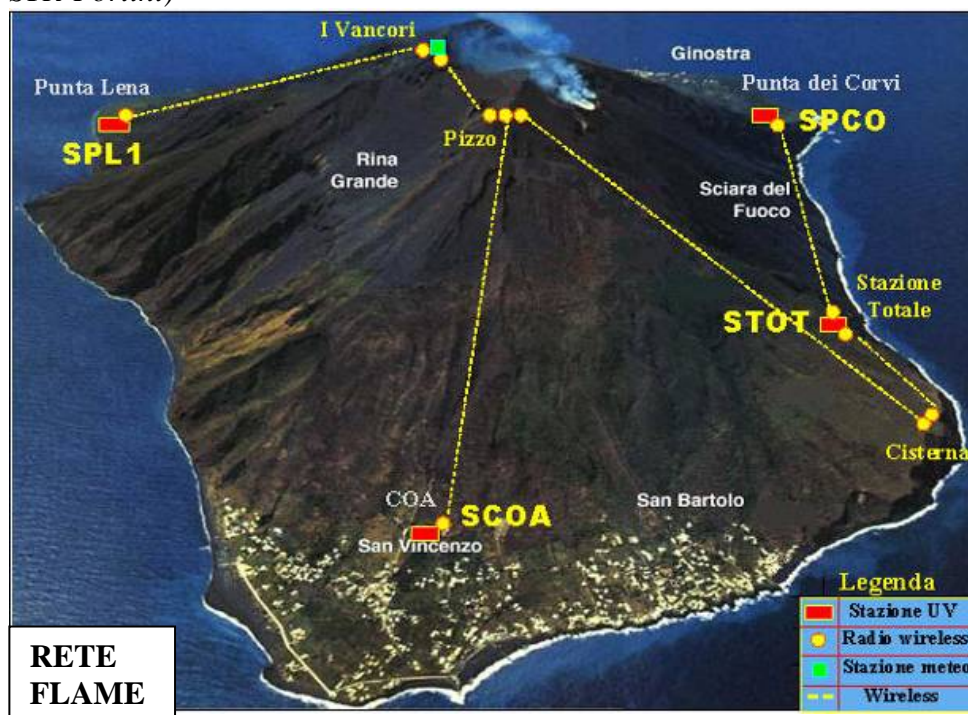 I Vancori
Ginostra
Punta Lena
Punta dei Corvi
SPL1
SPCO
Pizzo
Rina
Grande
Sciara del
Fuoco
Stazione
Totale
STOT
Cisterna
COA
SCOA
San Bartolo
San Vincenzo
Legenda
Stazione UV
Radio wireless
Stazione meteo
Wireless
RETE
FLAME